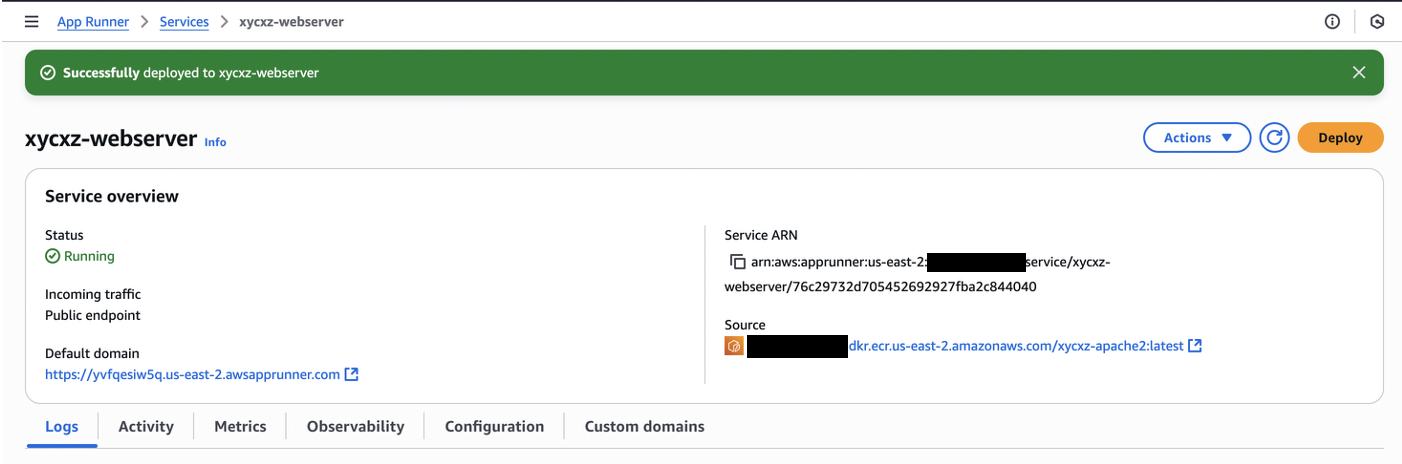 App Runner > Services > xycxz-webserver
Successfully deployed to xycxz-webserver
xycxz-webserver Info
Actions
Deploy
Service overview
Status
Running
Incoming traffic
Public endpoint
Default domain
https://yvfqesiw5q.us-east-2.awsapprunner.com
Service ARN
arn:aws:apprunner:us-east-2: service/xycxz-
webserver/76c29732d705452692927fba2c844040
Source
dkr.ecr.us-east-2.amazonaws.com/xycxz-apache2:latest
Logs Activity Metrics Observability Configuration Custom domains